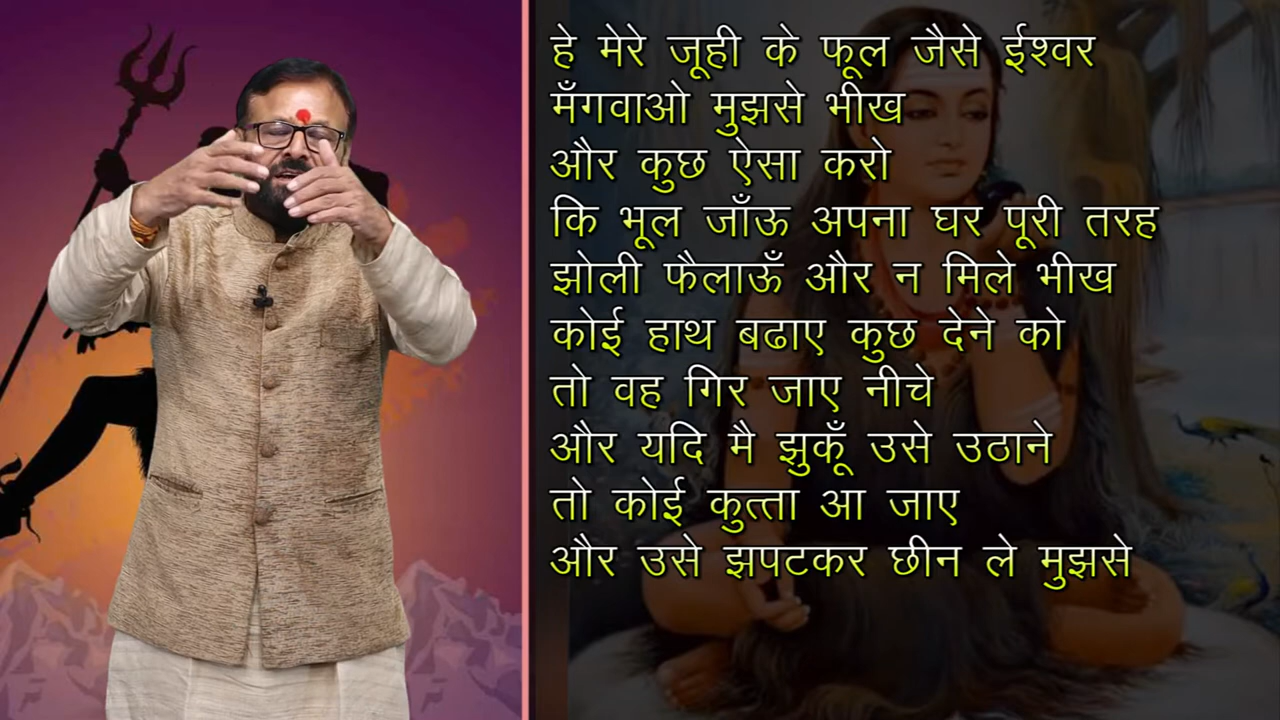 हे मेरे जूही के फूल जैसे ईश्वर
मँगवाओ मुझसे भीख
और कुछ ऐसा करो
कि भूल जाँऊ अपना घर पूरी तरह
झोली फैलाऊँ और न मिले भीख
कोई हाथ बढाए कुछ देने को
तो वह गिर जाए नीचे
और यदि मै झुकूँ उसे उठाने
तो कोई कुत्ता आ जाए
और उसे झपटकर छीन ले मुझसे